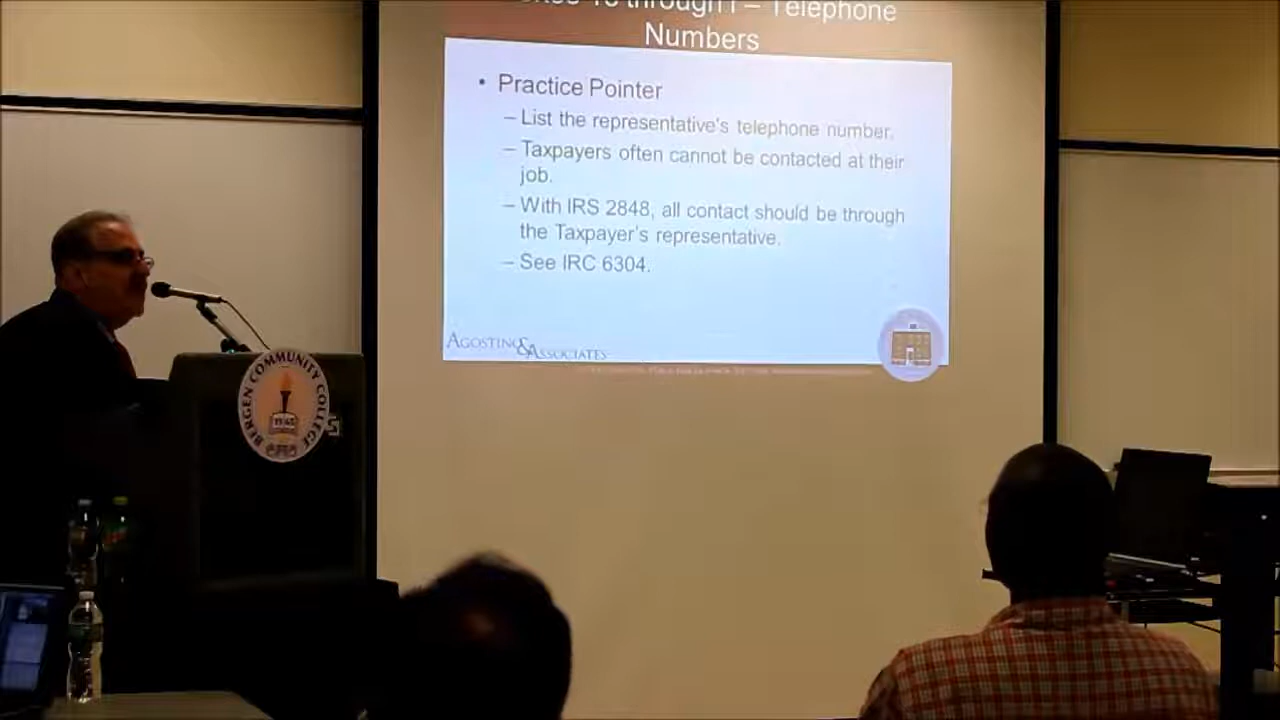 through – Telephone
Numbers
• Practice Pointer
– List the representative's telephone number.
– Taxpayers often cannot be contacted at their
job.
– With IRS 2848, all contact should be through
the Taxpayer's representative.
– See IRC 6304.
AGOSTINO & ASSOCIATES
BERGEN COMMUNITY COLLEGE